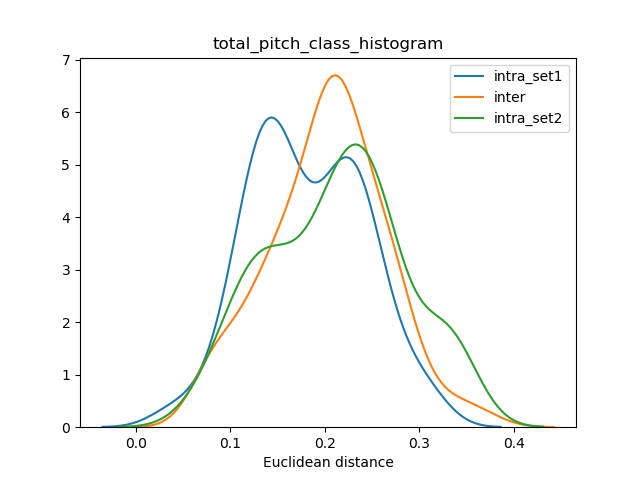 total_pitch_class_histogram
7
6
5
4
3
2
1
0
intra_set1
inter
intra_set2
0.0 0.1 0.2 0.3 0.4
Euclidean distance